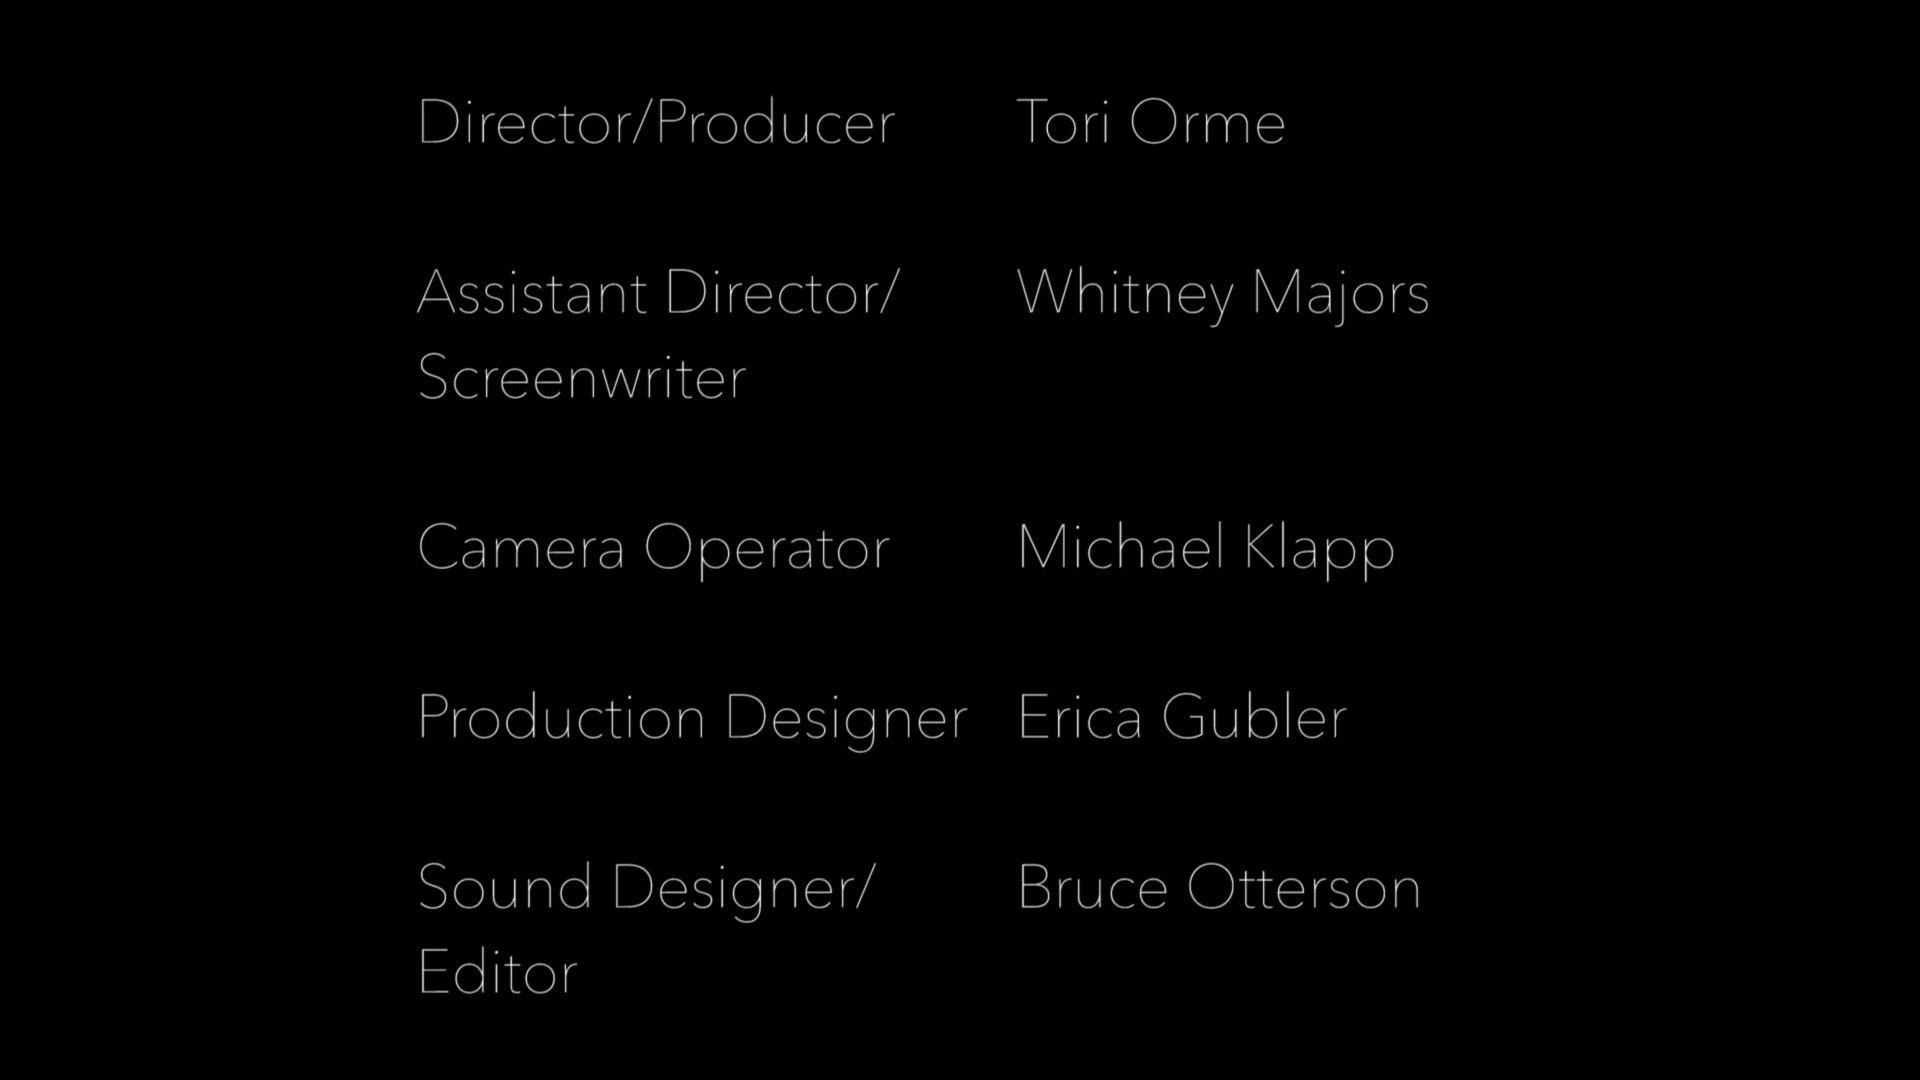 Director/Producer Tori Orme
Assistant Director/ Whitney Majors
Screenwriter
Camera Operator Michael Klapp
Production Designer Erica Gubler
Sound Designer/ Bruce Otterson
Editor